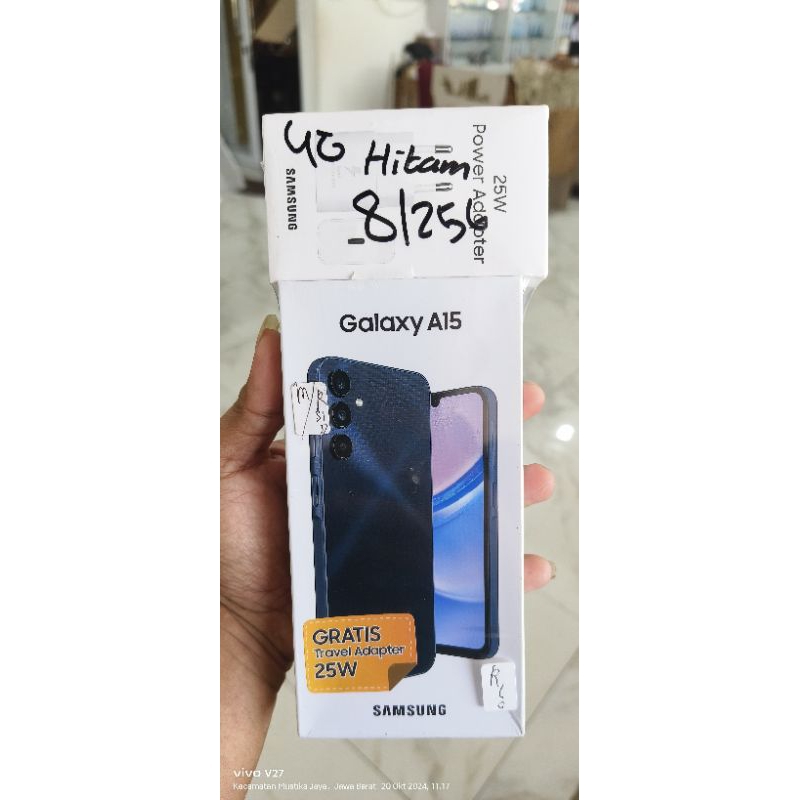 4G Hitam
8/256
SAMSUNG
25W
Power Adapter
Galaxy A15
GRATIS
Travel Adapter
25W
SAMSUNG
vivo V27
Kecamatan Mustika Jaya, Jawa Barat 20 Okt 2024, 11.17